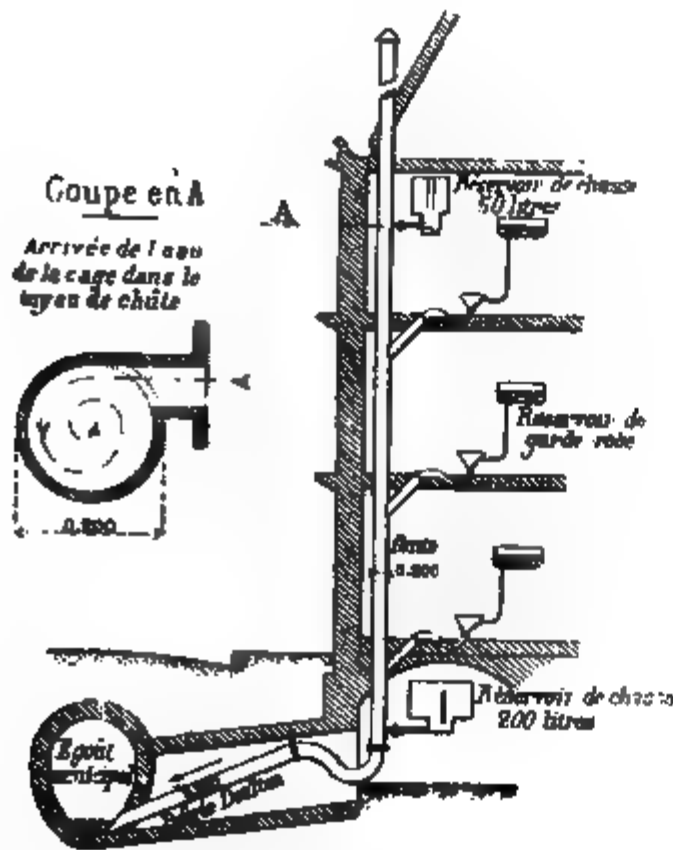 Coupe en A
Arrivée de l'eau
de la cage dans le
tuyau de chûte
A
A
0.200
Réservoir de chasse
50 litres
Réservoir de
garde robe
0.200
Réservoir de chasse
200 litres
Egoût